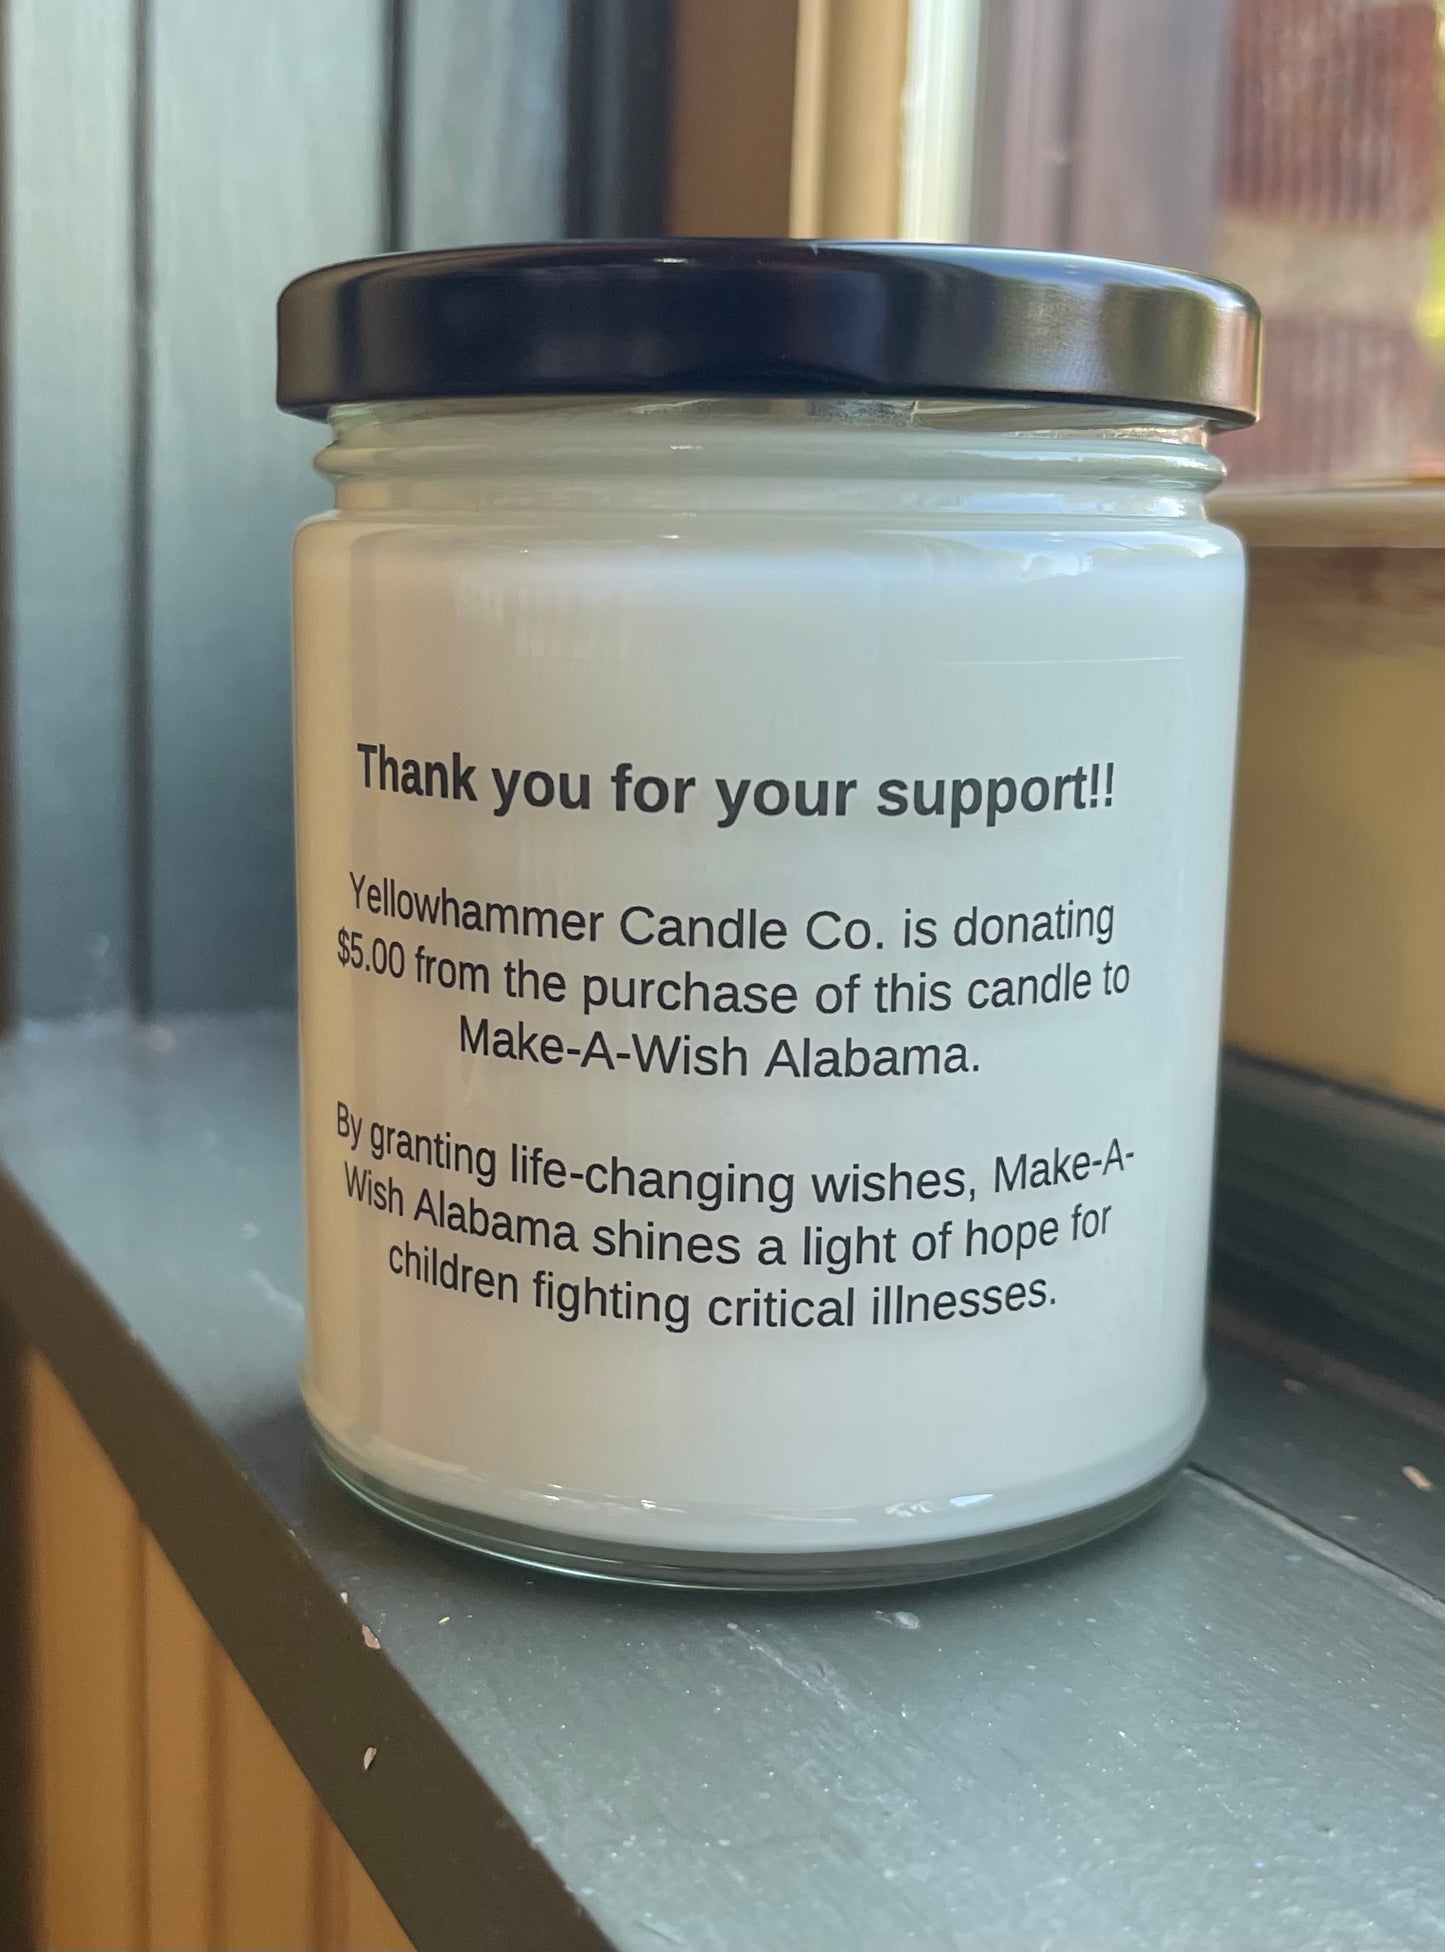 Thank you for your support!!
Yellowhammer Candle Co. is donating
$5.00 from the purchase of this candle to
Make-A-Wish Alabama.
By granting life-changing wishes, Make-A-
Wish Alabama shines a light of hope for
children fighting critical illnesses.